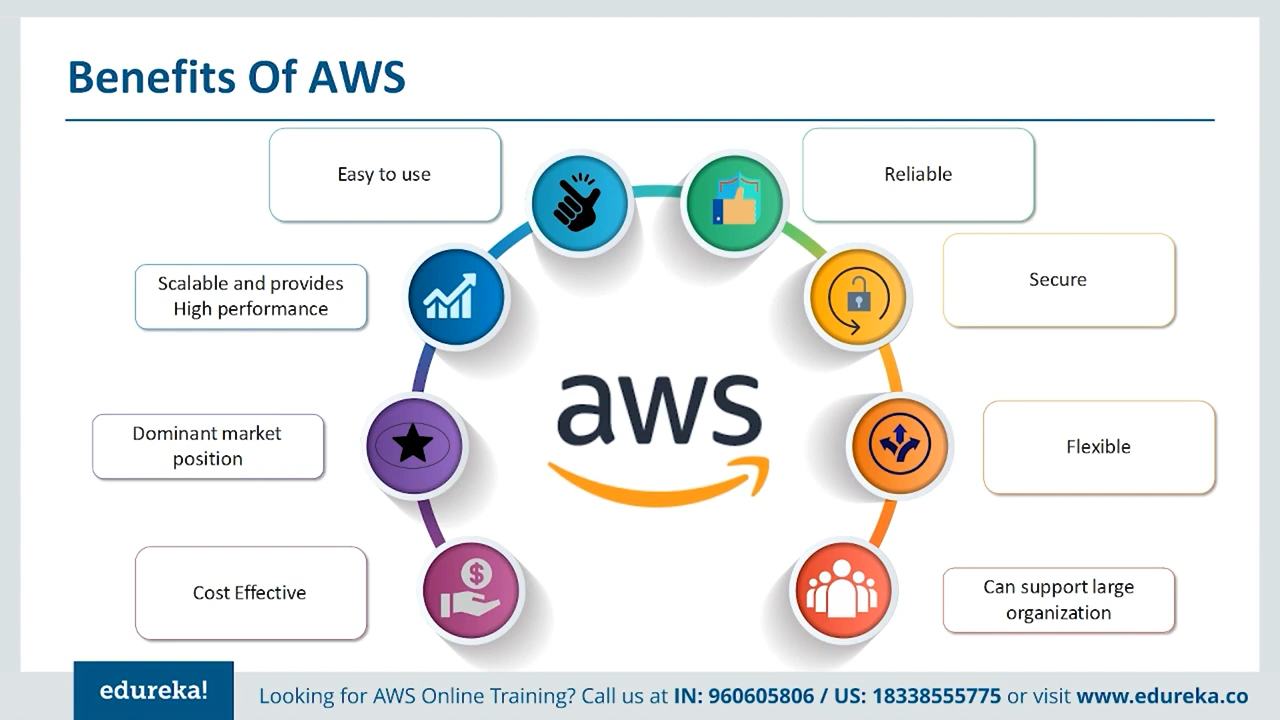 Benefits Of AWS
Easy to use
Reliable
Scalable and provides
High performance
Secure
Dominant market
position
aws
Flexible
Cost Effective
$
Can support large
organization
edureka!
Looking for AWS Online Training? Call us at IN: 960605806 / US: 18338555775 or visit www.edureka.co